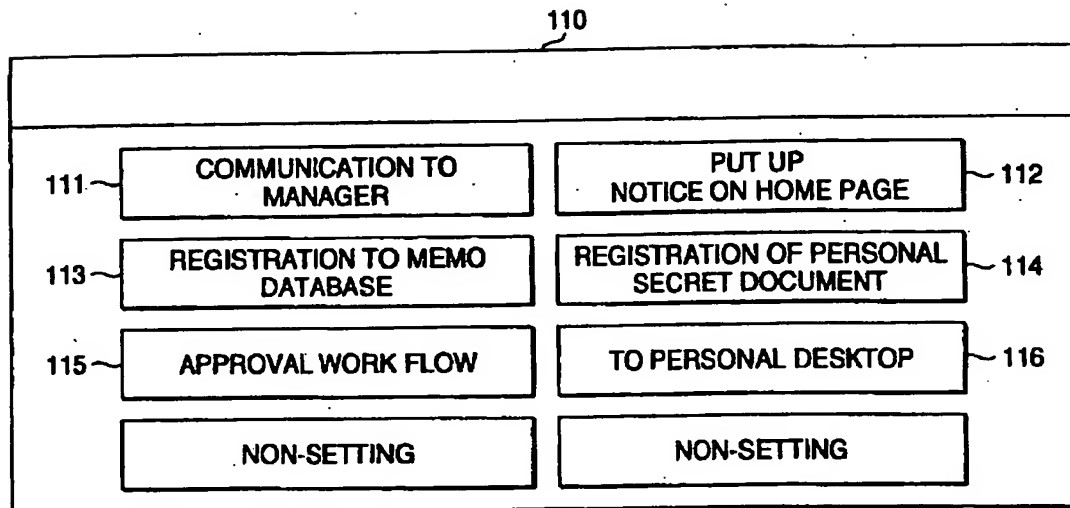 110
111 COMMUNICATION TO MANAGER
PUT UP NOTICE ON HOME PAGE 112
113 REGISTRATION TO MEMO DATABASE
REGISTRATION OF PERSONAL SECRET DOCUMENT 114
115 APPROVAL WORK FLOW
TO PERSONAL DESKTOP 116
NON-SETTING
NON-SETTING